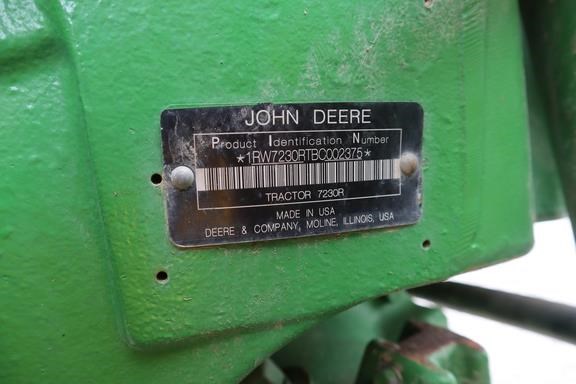 JOHN DEERE
Product Identification Number
*1RW7230RTBC002375*
TRACTOR 7230R
MADE IN USA
DEERE & COMPANY, MOLINE, ILLINOIS, USA